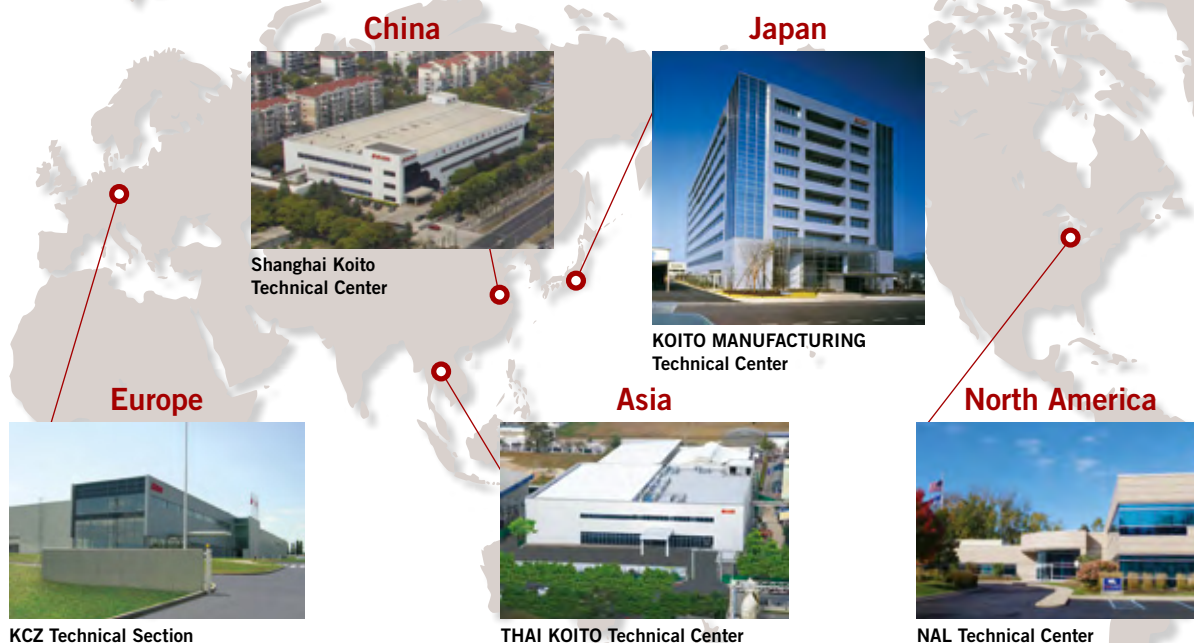 China
Japan
Shanghai Koito
Technical Center
KOITO MANUFACTURING
Technical Center
Europe
Asia
North America
KCZ Technical Section
THAI KOITO Technical Center
NAL Technical Center